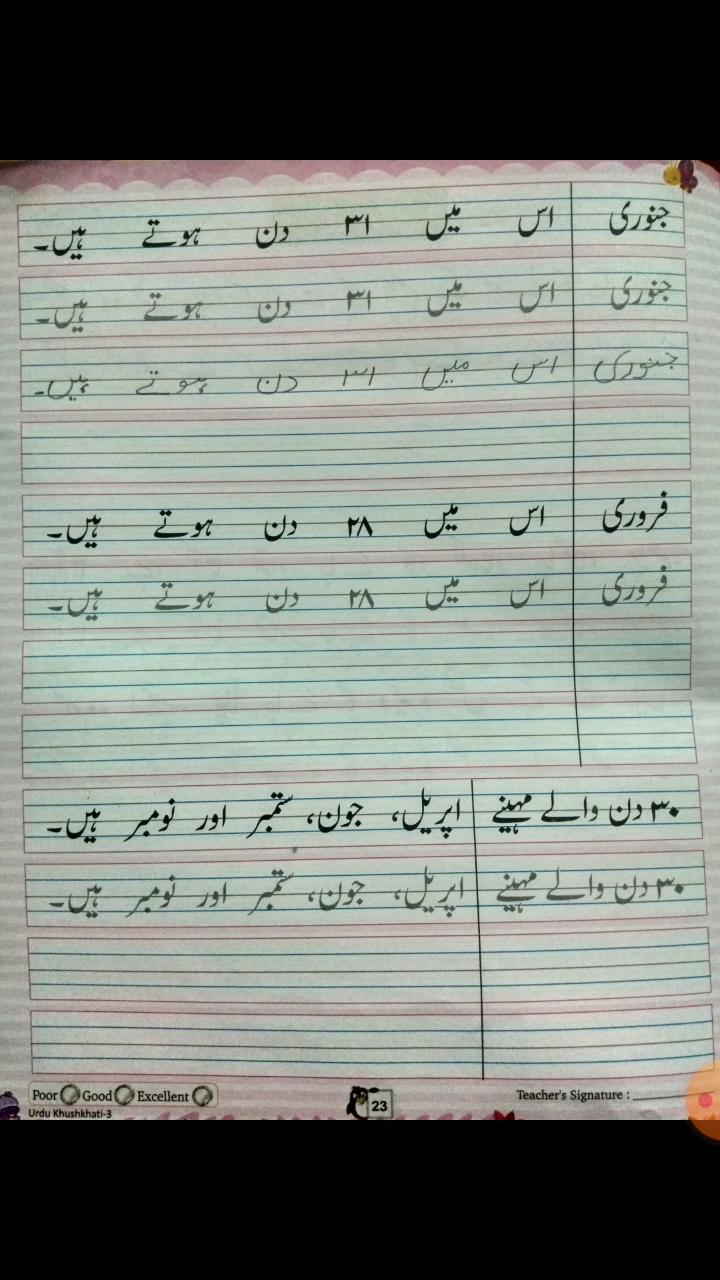 جنوری اس میں ۳۱ دن ہوتے ہیں۔
جنوری اس میں ۳۱ دن ہوتے ہیں۔
جنوری اس میں ۳۱ دن ہوتے ہیں۔
فروری اس میں ۲۸ دن ہوتے ہیں۔
فروری اس میں ۲۸ دن ہوتے ہیں۔
۳۰ دن والے مہینے اپریل، جون، ستمبر اور نومبر ہیں۔
۳۰ دن والے مہینے اپریل، جون، ستمبر اور نومبر ہیں۔
Poor Good Excellent 23 Teacher's Signature :
Urdu Khushkhati-3